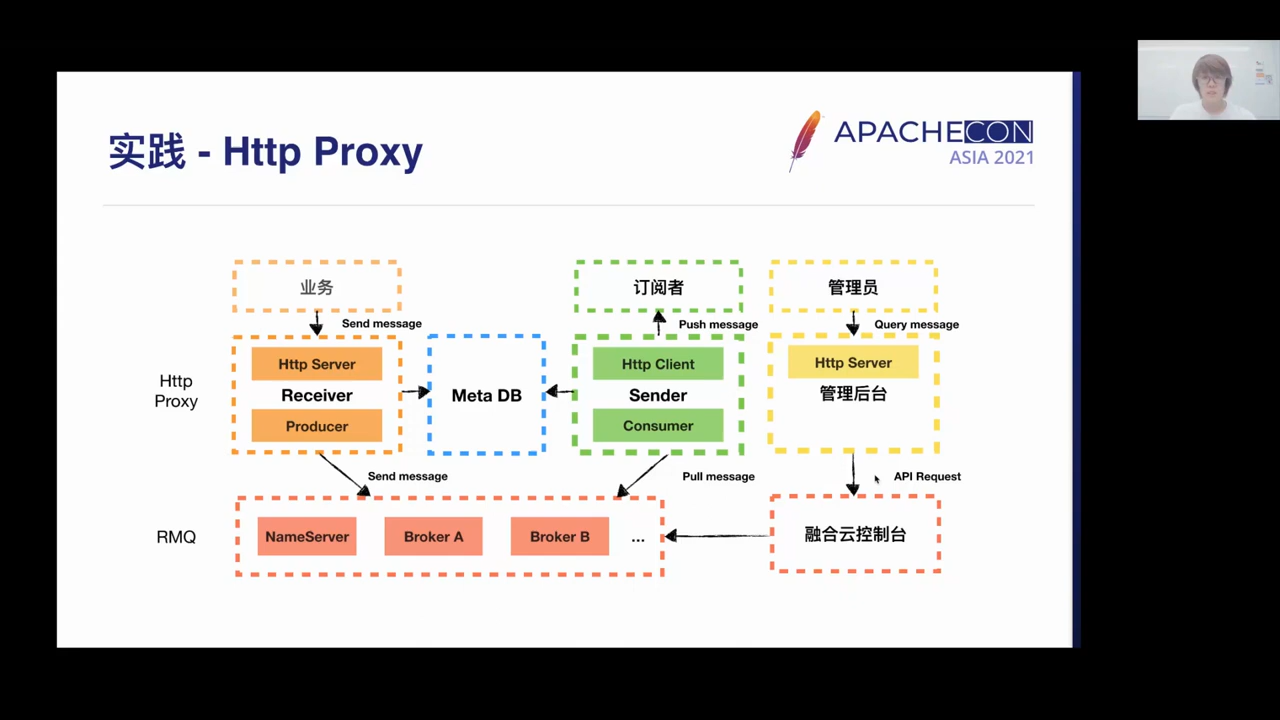 实践 - Http Proxy
APACHECON
ASIA 2021
业务
订阅者
管理员
Send message
Push message
Query message
Http Proxy
Http Server
Receiver
Producer
Meta DB
Http Client
Sender
Consumer
Http Server
管理后台
Send message
Pull message
API Request
RMQ
NameServer
Broker A
Broker B
...
融合云控制台